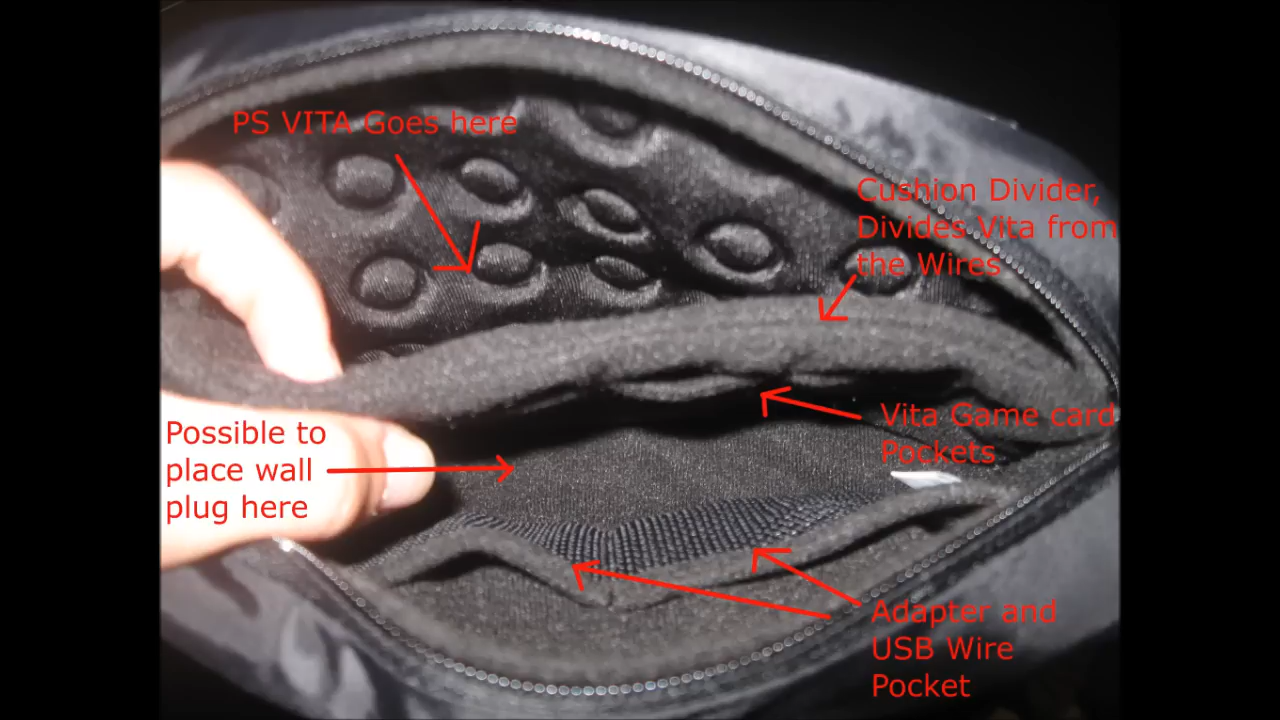 PS VITA Goes here
Cushion Divider,
Divides Vita from
the Wires
Vita Game card
Pockets
Possible to
place wall
plug here
Adapter and
USB Wire
Pocket